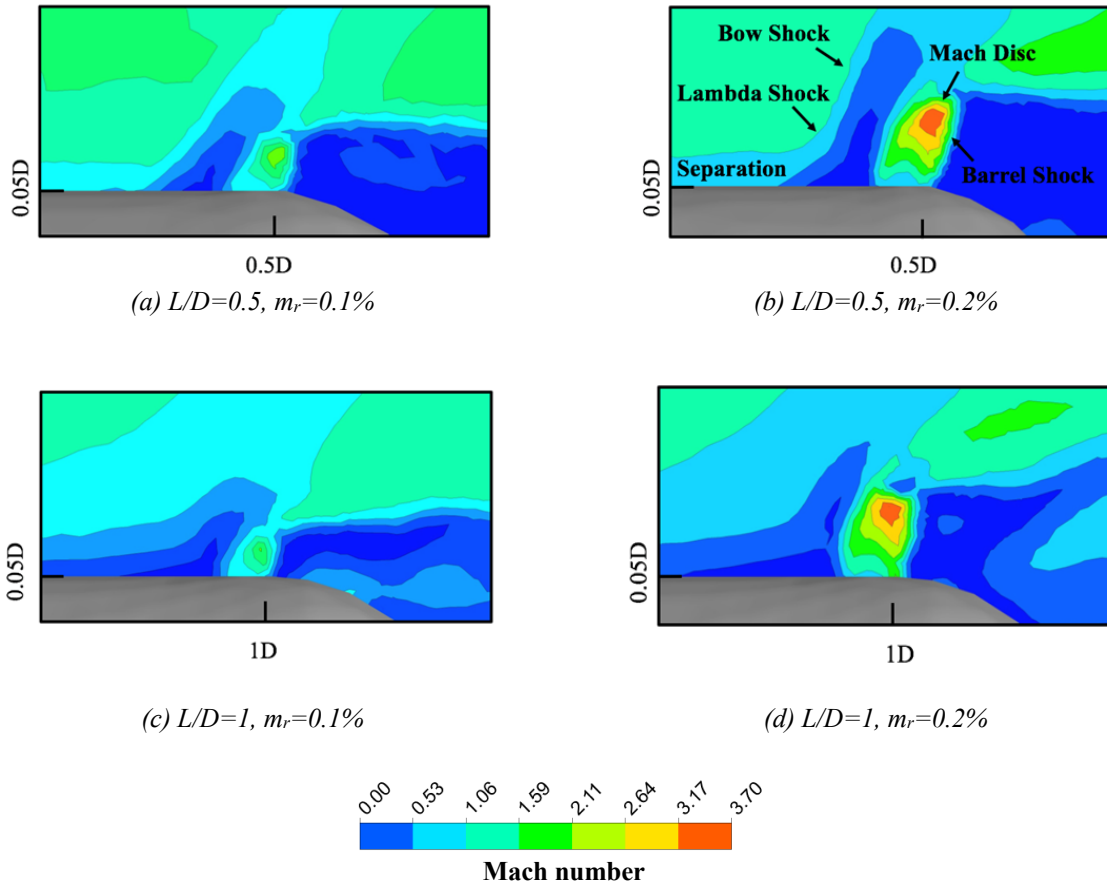 Bow Shock
Mach Disc
Lambda Shock
Separation
Barrel Shock
0.05D
0.05D
0.5D
0.5D
(a) L/D=0.5, mr=0.1%
(b) L/D=0.5, mr=0.2%
0.05D
0.05D
1D
1D
(c) L/D=1, mr=0.1%
(d) L/D=1, mr=0.2%
0.00 0.53 1.06 1.59 2.11 2.64 3.17 3.70
Mach number